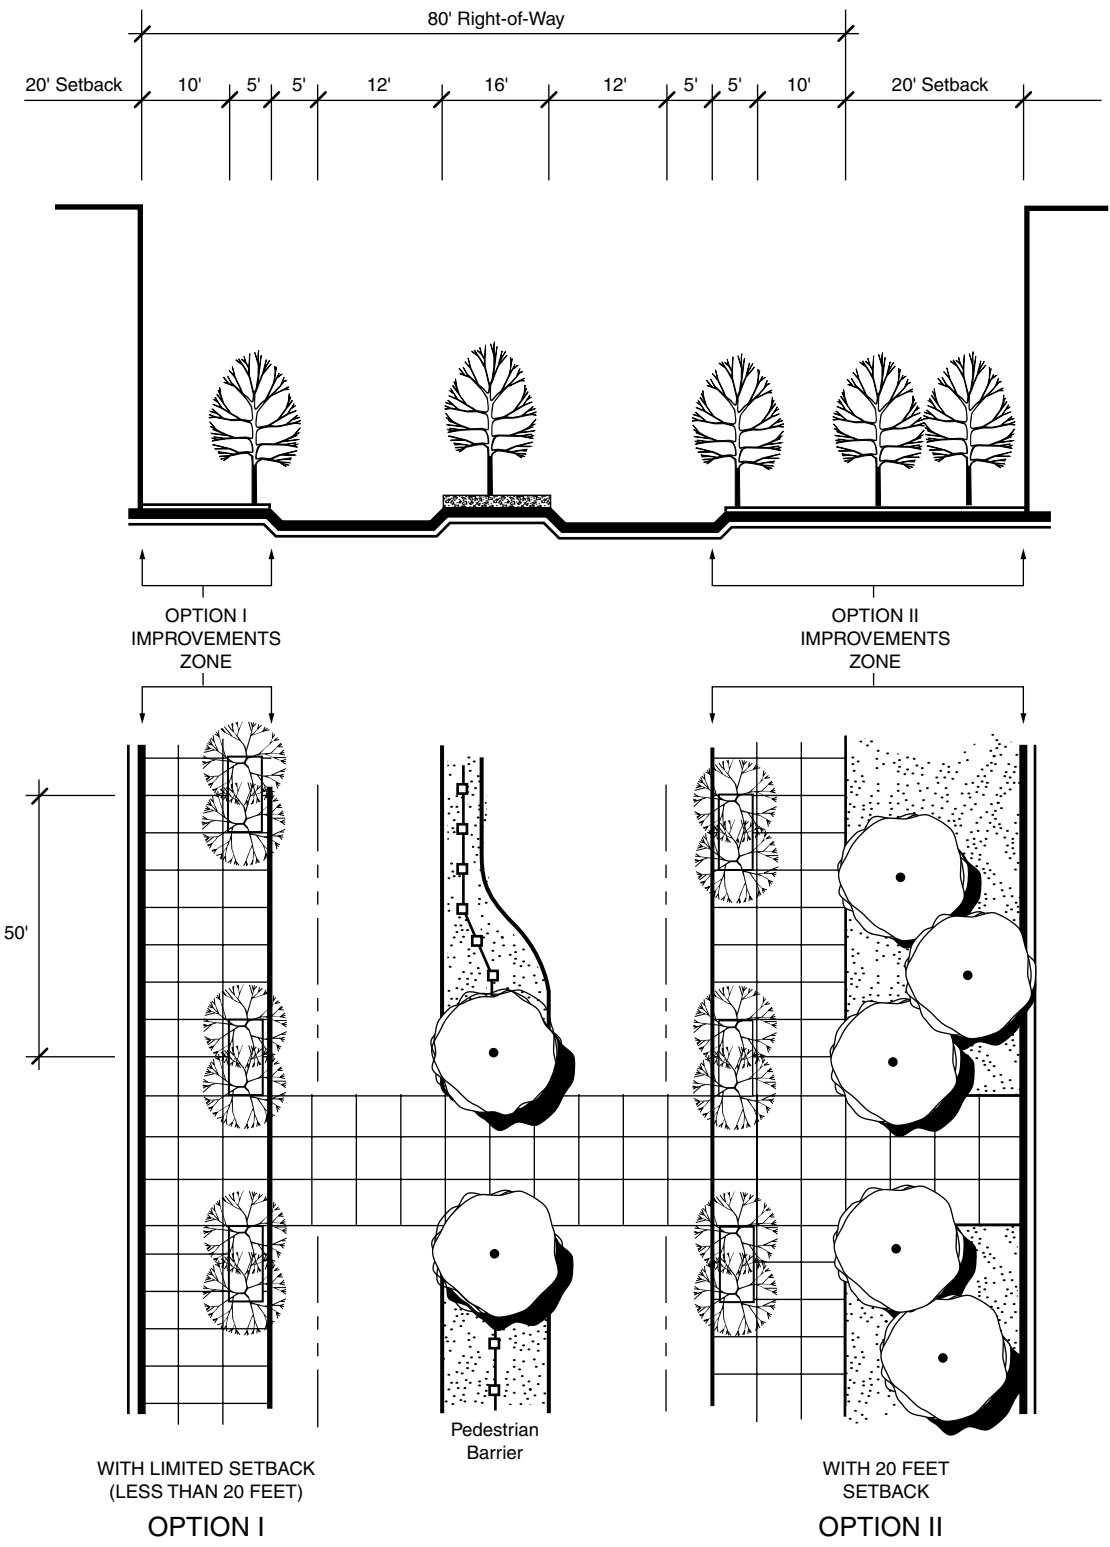 80' Right-of-Way
20' Setback 10' 5' 5' 12' 16' 12' 5' 5' 10' 20' Setback
OPTION I
IMPROVEMENTS
ZONE
OPTION II
IMPROVEMENTS
ZONE
50'
Pedestrian
Barrier
WITH LIMITED SETBACK
(LESS THAN 20 FEET)
OPTION I
WITH 20 FEET
SETBACK
OPTION II